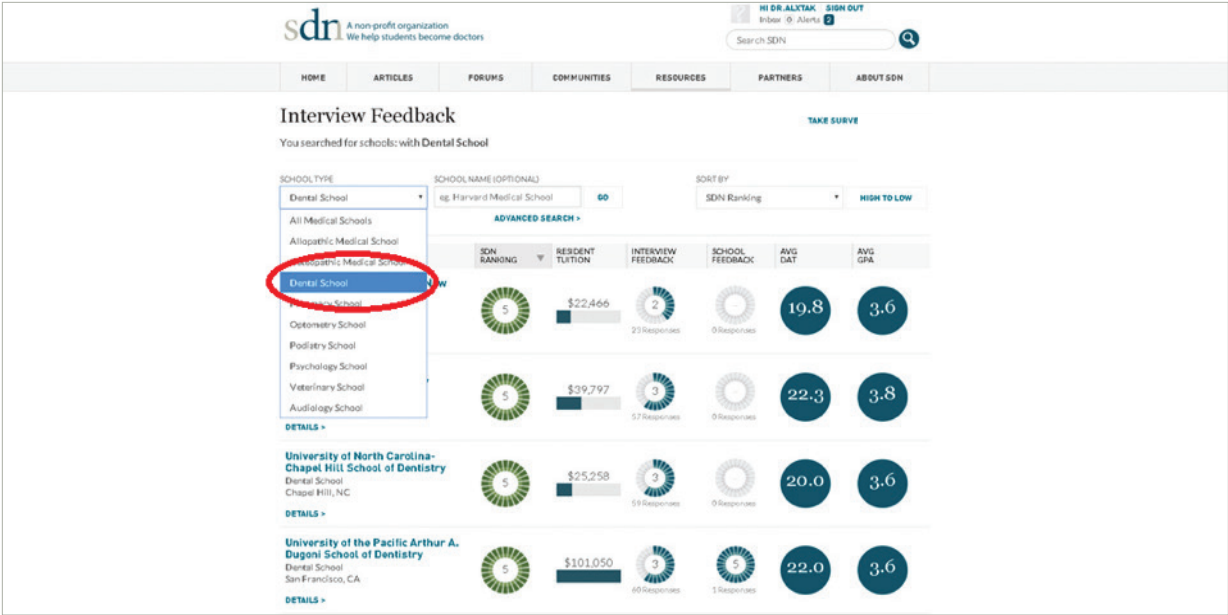 sdn A non-profit organization
We help students become doctors
HI DR.ALXTAK SIGN OUT
Inbox 0 Alerts 2
Search SDN
HOME ARTICLES FORUMS COMMUNITIES RESOURCES PARTNERS ABOUT SDN
Interview Feedback
TAKE SURVE
You searched for schools: with Dental School
SCHOOL TYPE SCHOOL NAME (OPTIONAL) SORT BY
Dental School eg. Harvard Medical School GO SDN Ranking HIGH TO LOW
ADVANCED SEARCH >
All Medical Schools
Allopathic Medical School
Medical School
Dental School
School
Optometry School
Podiatry School
Psychology School
Veterinary School
Audiology School
SDN RANKING
RESIDENT TUITION
INTERVIEW FEEDBACK
SCHOOL FEEDBACK
AVG DAT
AVG GPA
5 $22,466 2 - 19.8 3.6
23 Responses 0 Responses
5 $39,797 3 - 22.3 3.8
57 Responses 0 Responses
DETAILS >
University of North Carolina-
Chapel Hill School of Dentistry
Dental School
Chapel Hill, NC
5 $25,258 3 - 20.0 3.6
59 Responses 0 Responses
DETAILS >
University of the Pacific Arthur A.
Dugoni School of Dentistry
Dental School
San Francisco, CA
5 $101,050 3 5 22.0 3.6
60 Responses 1 Responses
DETAILS >